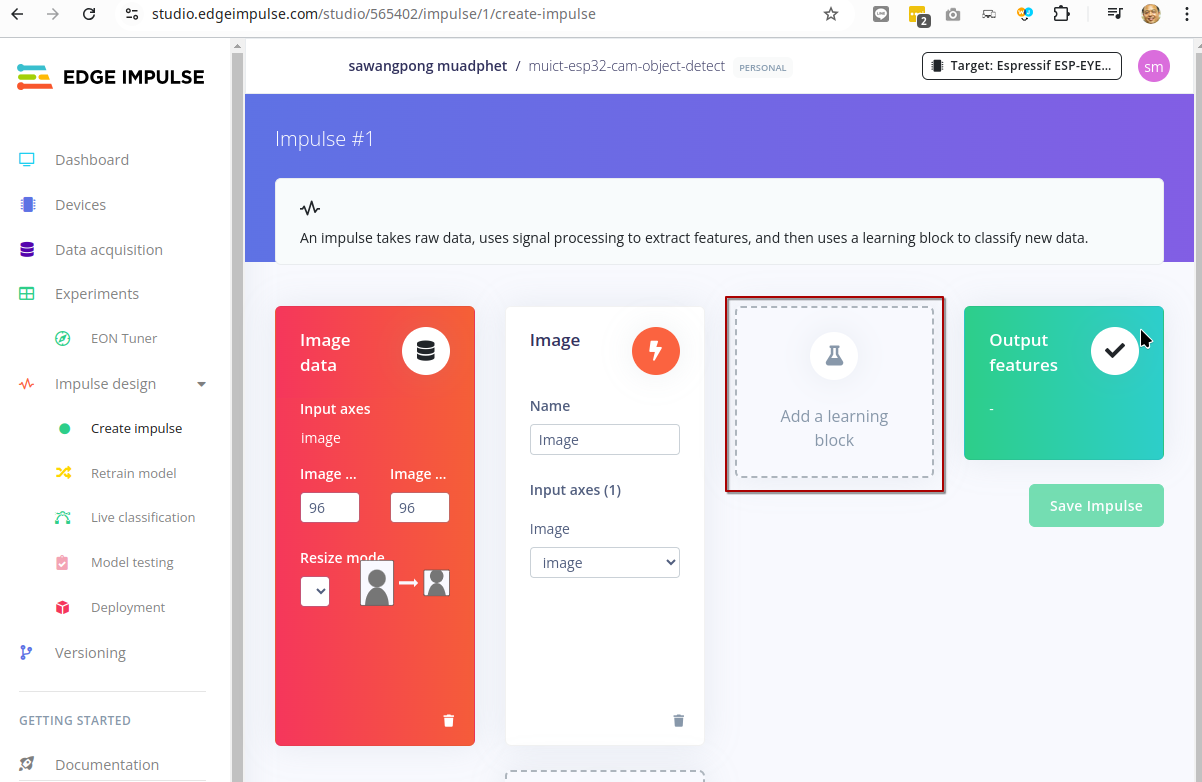 studio.edgeimpulse.com/studio/565402/impulse/1/create-impulse
2
EDGE IMPULSE
sawangpong muadphet / muict-esp32-cam-object-detect PERSONAL
Target: Espressif ESP-EYE...
sm
Dashboard
Devices
Data acquisition
Experiments
EON Tuner
Impulse design
Create impulse
Retrain model
Live classification
Model testing
Deployment
Versioning
GETTING STARTED
Documentation
Impulse #1
An impulse takes raw data, uses signal processing to extract features, and then uses a learning block to classify new data.
Image
data
Input axes
image
Image ... Image ...
96 96
Resize mode
Image
Name
Image
Input axes (1)
Image
image
Add a learning
block
Output
features
-
Save Impulse